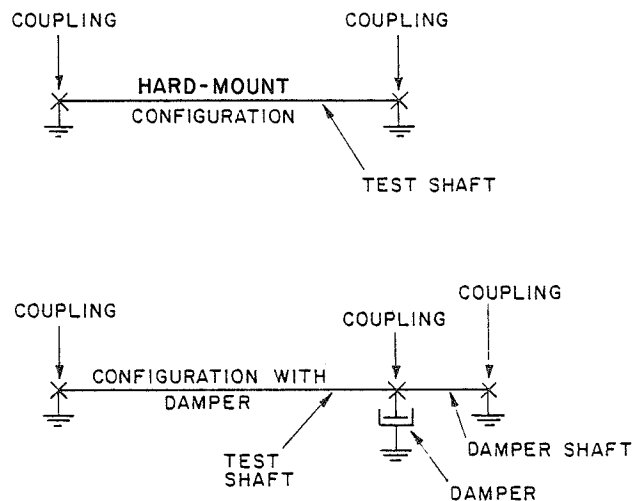 COUPLING
COUPLING
HARD-MOUNT
CONFIGURATION
TEST SHAFT
COUPLING
COUPLING
COUPLING
CONFIGURATION WITH
DAMPER
TEST
SHAFT
DAMPER SHAFT
DAMPER